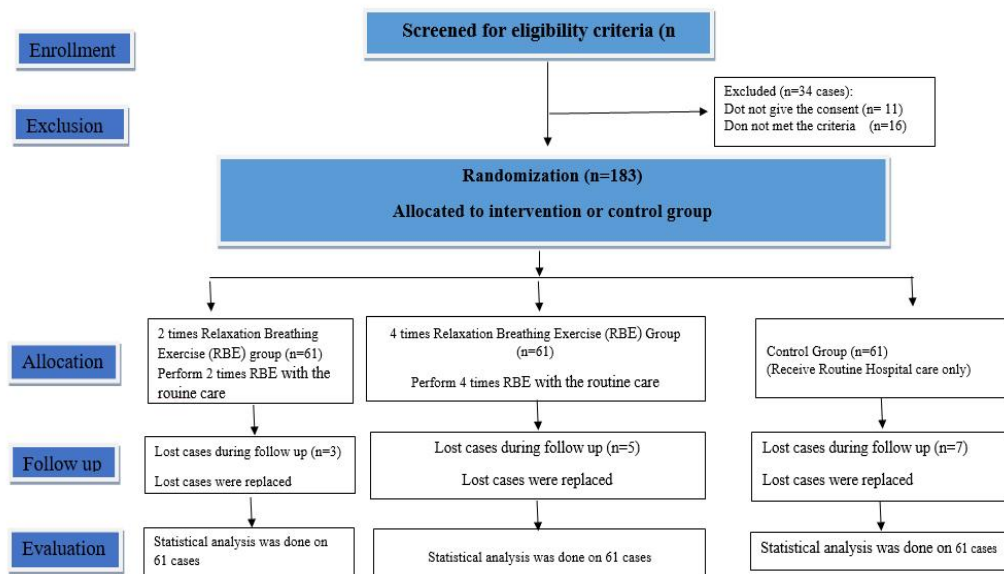 Enrollment
Screened for eligibility criteria (n
Exclusion
Excluded (n=34 cases):
Dot not give the consent (n= 11)
Don not met the criteria (n=16)
Randomization (n=183)
Allocated to intervention or control group
Allocation
2 times Relaxation Breathing
Exercise (RBE) group (n=61)
Perform 2 times RBE with the
rouine care
4 times Relaxation Breathing Exercise (RBE) Group
(n=61)
Perform 4 times RBE with the routine care
Control Group (n=61)
(Receive Routine Hospital care only)
Follow up
Lost cases during follow up (n=3)
Lost cases were replaced
Lost cases during follow up (n=5)
Lost cases were replaced
Lost cases during follow up (n=7)
Lost cases were replaced
Evaluation
Statistical analysis was done on
61 cases
Statistical analysis was done on 61 cases
Statistical analysis was done on 61 cases